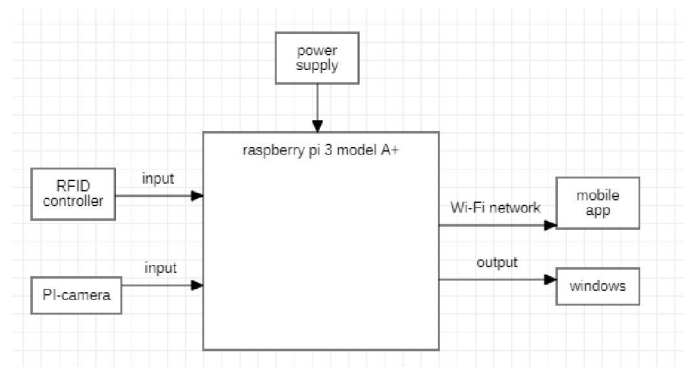 power
supply
raspberry pi 3 model A+
RFID
controller
input
Wi-Fi network
mobile
app
PI-camera
input
output
windows